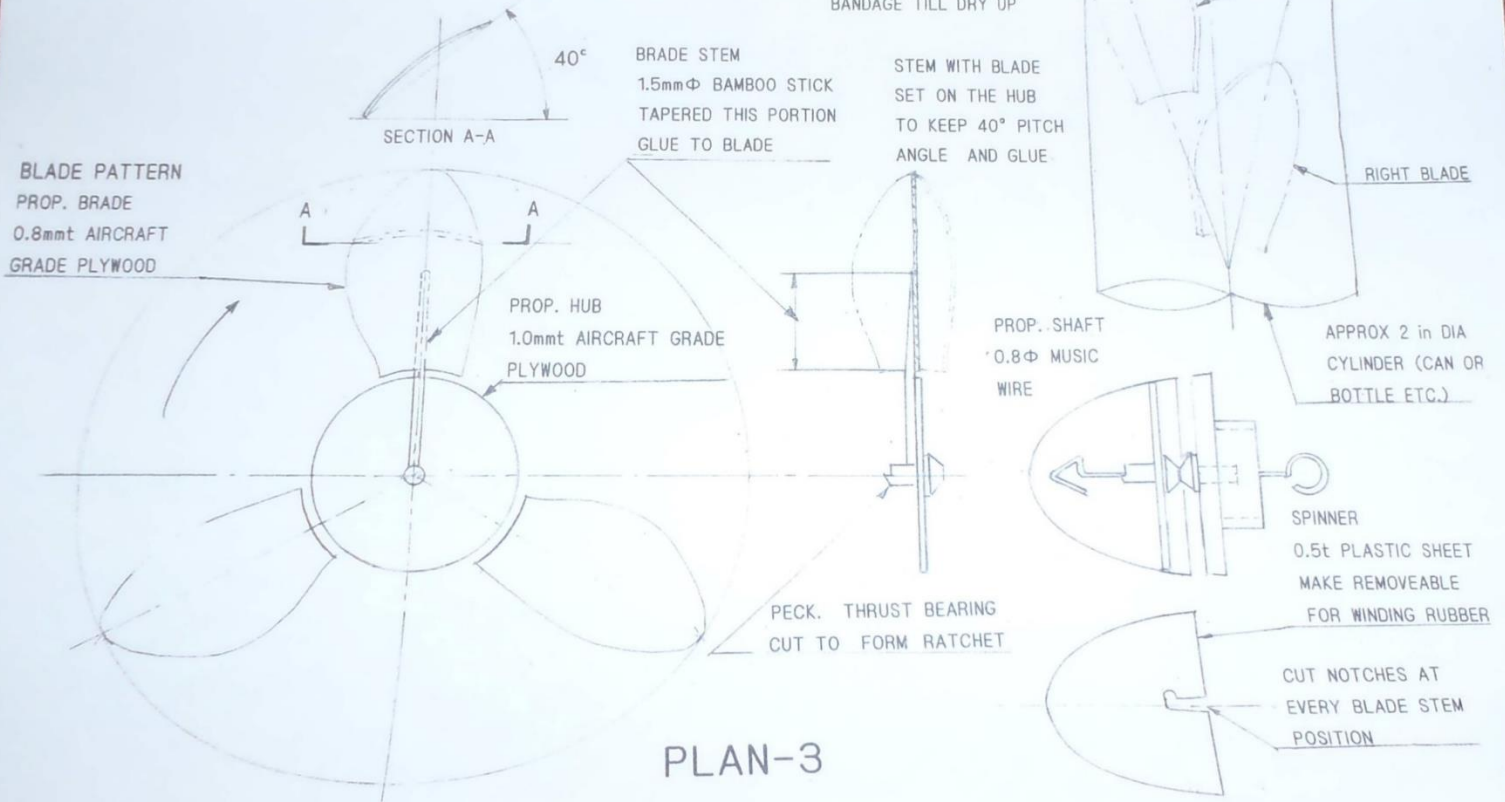 BANDAGE TILL DRY UP
40°
SECTION A-A
BRADE STEM
1.5mmΦ BAMBOO STICK
TAPERED THIS PORTION
GLUE TO BLADE
STEM WITH BLADE
SET ON THE HUB
TO KEEP 40° PITCH
ANGLE AND GLUE
RIGHT BLADE
BLADE PATTERN
PROP. BRADE
0.8mmt AIRCRAFT
GRADE PLYWOOD
A
A
PROP. HUB
1.0mmt AIRCRAFT GRADE
PLYWOOD
PROP. SHAFT
0.8Φ MUSIC
WIRE
APPROX 2 in DIA
CYLINDER (CAN OR
BOTTLE ETC.)
SPINNER
0.5t PLASTIC SHEET
MAKE REMOVEABLE
FOR WINDING RUBBER
PECK. THRUST BEARING
CUT TO FORM RATCHET
CUT NOTCHES AT
EVERY BLADE STEM
POSITION
PLAN-3